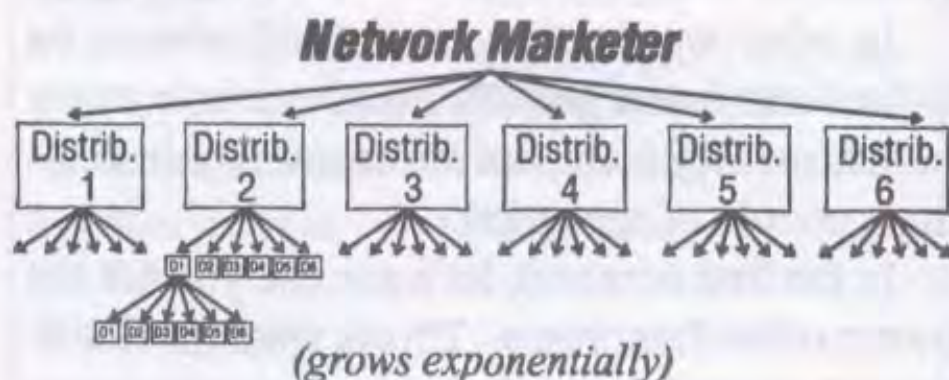 Network Marketer
Distrib. Distrib. Distrib. Distrib. Distrib. Distrib.
1 2 3 4 5 6
D1 D2 D3 D4 D5 D6
D1 D2 D3 D4 D5 D6
(grows exponentially)